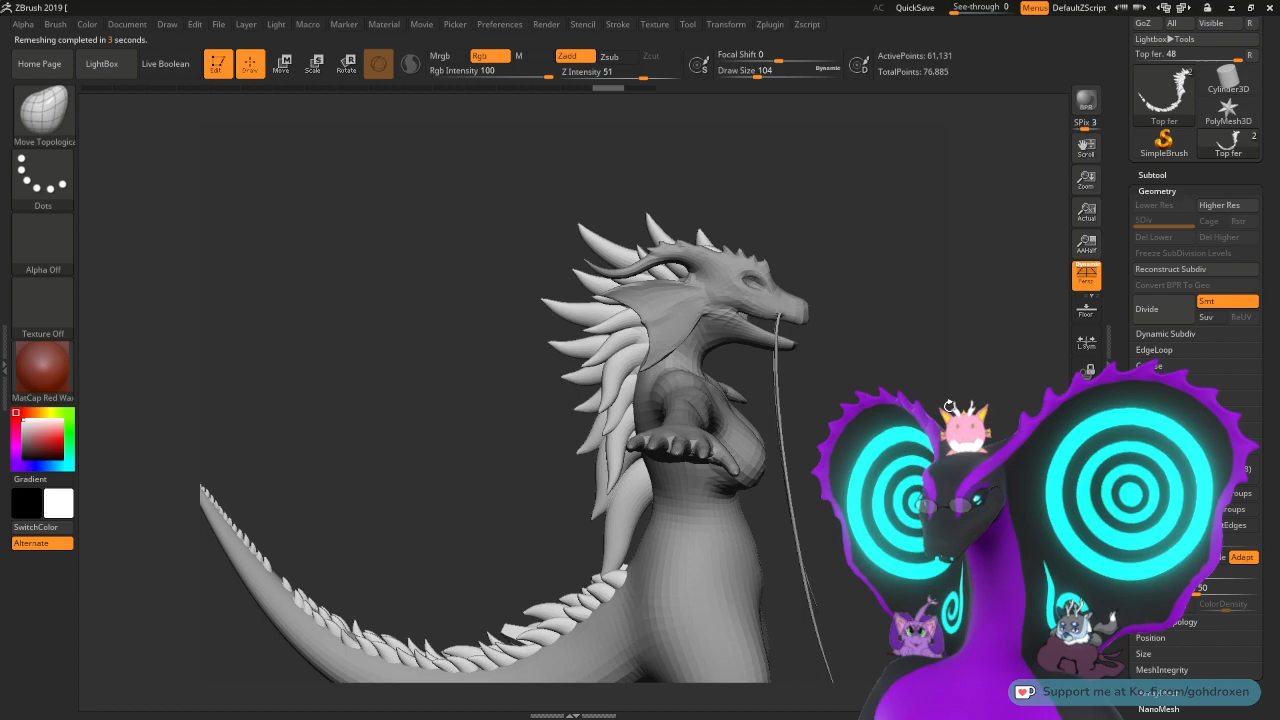 ZBrush 2019 [
AC QuickSave See-through 0 Menus DefaultZScript
Alpha Brush Color Document Draw Edit File Layer Light Macro Marker Material Movie Picker Preferences Render Stencil Stroke Texture Tool Transform Zplugin Zscript
Remeshing completed in 3 seconds.
Home Page LightBox Live Boolean
Edit Draw Move Scale Rotate
Mrgb Rgb M
Rgb Intensity 100
Zadd Zsub Zcut
Z Intensity 51
S
Focal Shift 0
Draw Size 104 Dynamic
D
ActivePoints: 61,131
TotalPoints: 76,885
Move Topologica
Dots
Alpha Off
Texture Off
MatCap Red Wax
Gradient
SwitchColor
Alternate
BPR
SPix 3
Scroll
Zoom
Actual
AAHalf
Dynamic
Persp
Floor
L.Sym
GoZ All Visible R
Lightbox▶Tools
Top fer. 48 R
2
Top fer
Cylinder3D
PolyMesh3D
SimpleBrush
2
Top fer
Subtool
Geometry
Lower Res Higher Res
SDiv Cage Rstr
Del Lower Del Higher
Freeze SubDivision Levels
Reconstruct Subdiv
Convert BPR To Geo
Divide Smt
Suv ReUV
Dynamic Subdiv
EdgeLoop
Adapt
50
ColorDensity
Position
Size
MeshIntegrity
Support me at Ko-fi.com/gohdroxen
NanoMesh